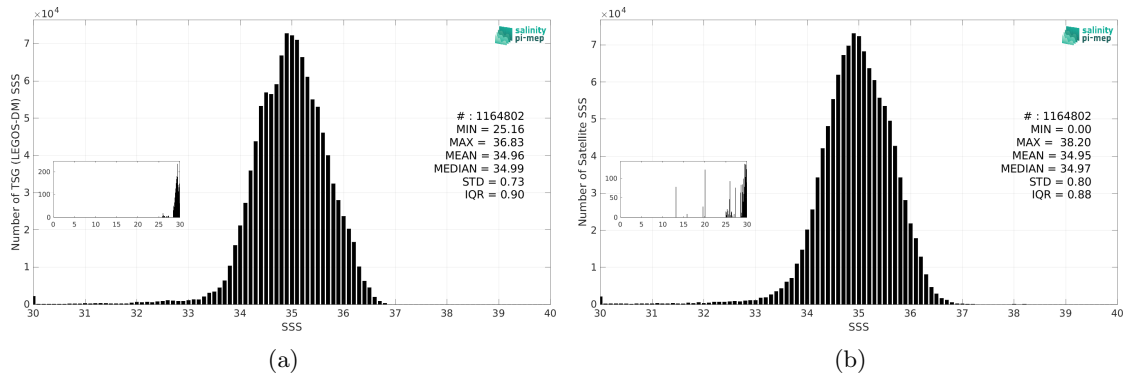 ×10⁴
salinity
pi-mep
Number of TSG (LEGOS-DM) SSS
7
6
5
4
3
2
1
0
# : 1164802
MIN = 25.16
MAX = 36.83
MEAN = 34.96
MEDIAN = 34.99
STD = 0.73
IQR = 0.90
200
100
0
0 5 10 15 20 25 30
30 31 32 33 34 35 36 37 38 39 40
SSS
(a)
×10⁴
salinity
pi-mep
Number of Satellite SSS
7
6
5
4
3
2
1
0
# : 1164802
MIN = 0.00
MAX = 38.20
MEAN = 34.95
MEDIAN = 34.97
STD = 0.80
IQR = 0.88
100
50
0
0 5 10 15 20 25 30
30 31 32 33 34 35 36 37 38 39 40
SSS
(b)